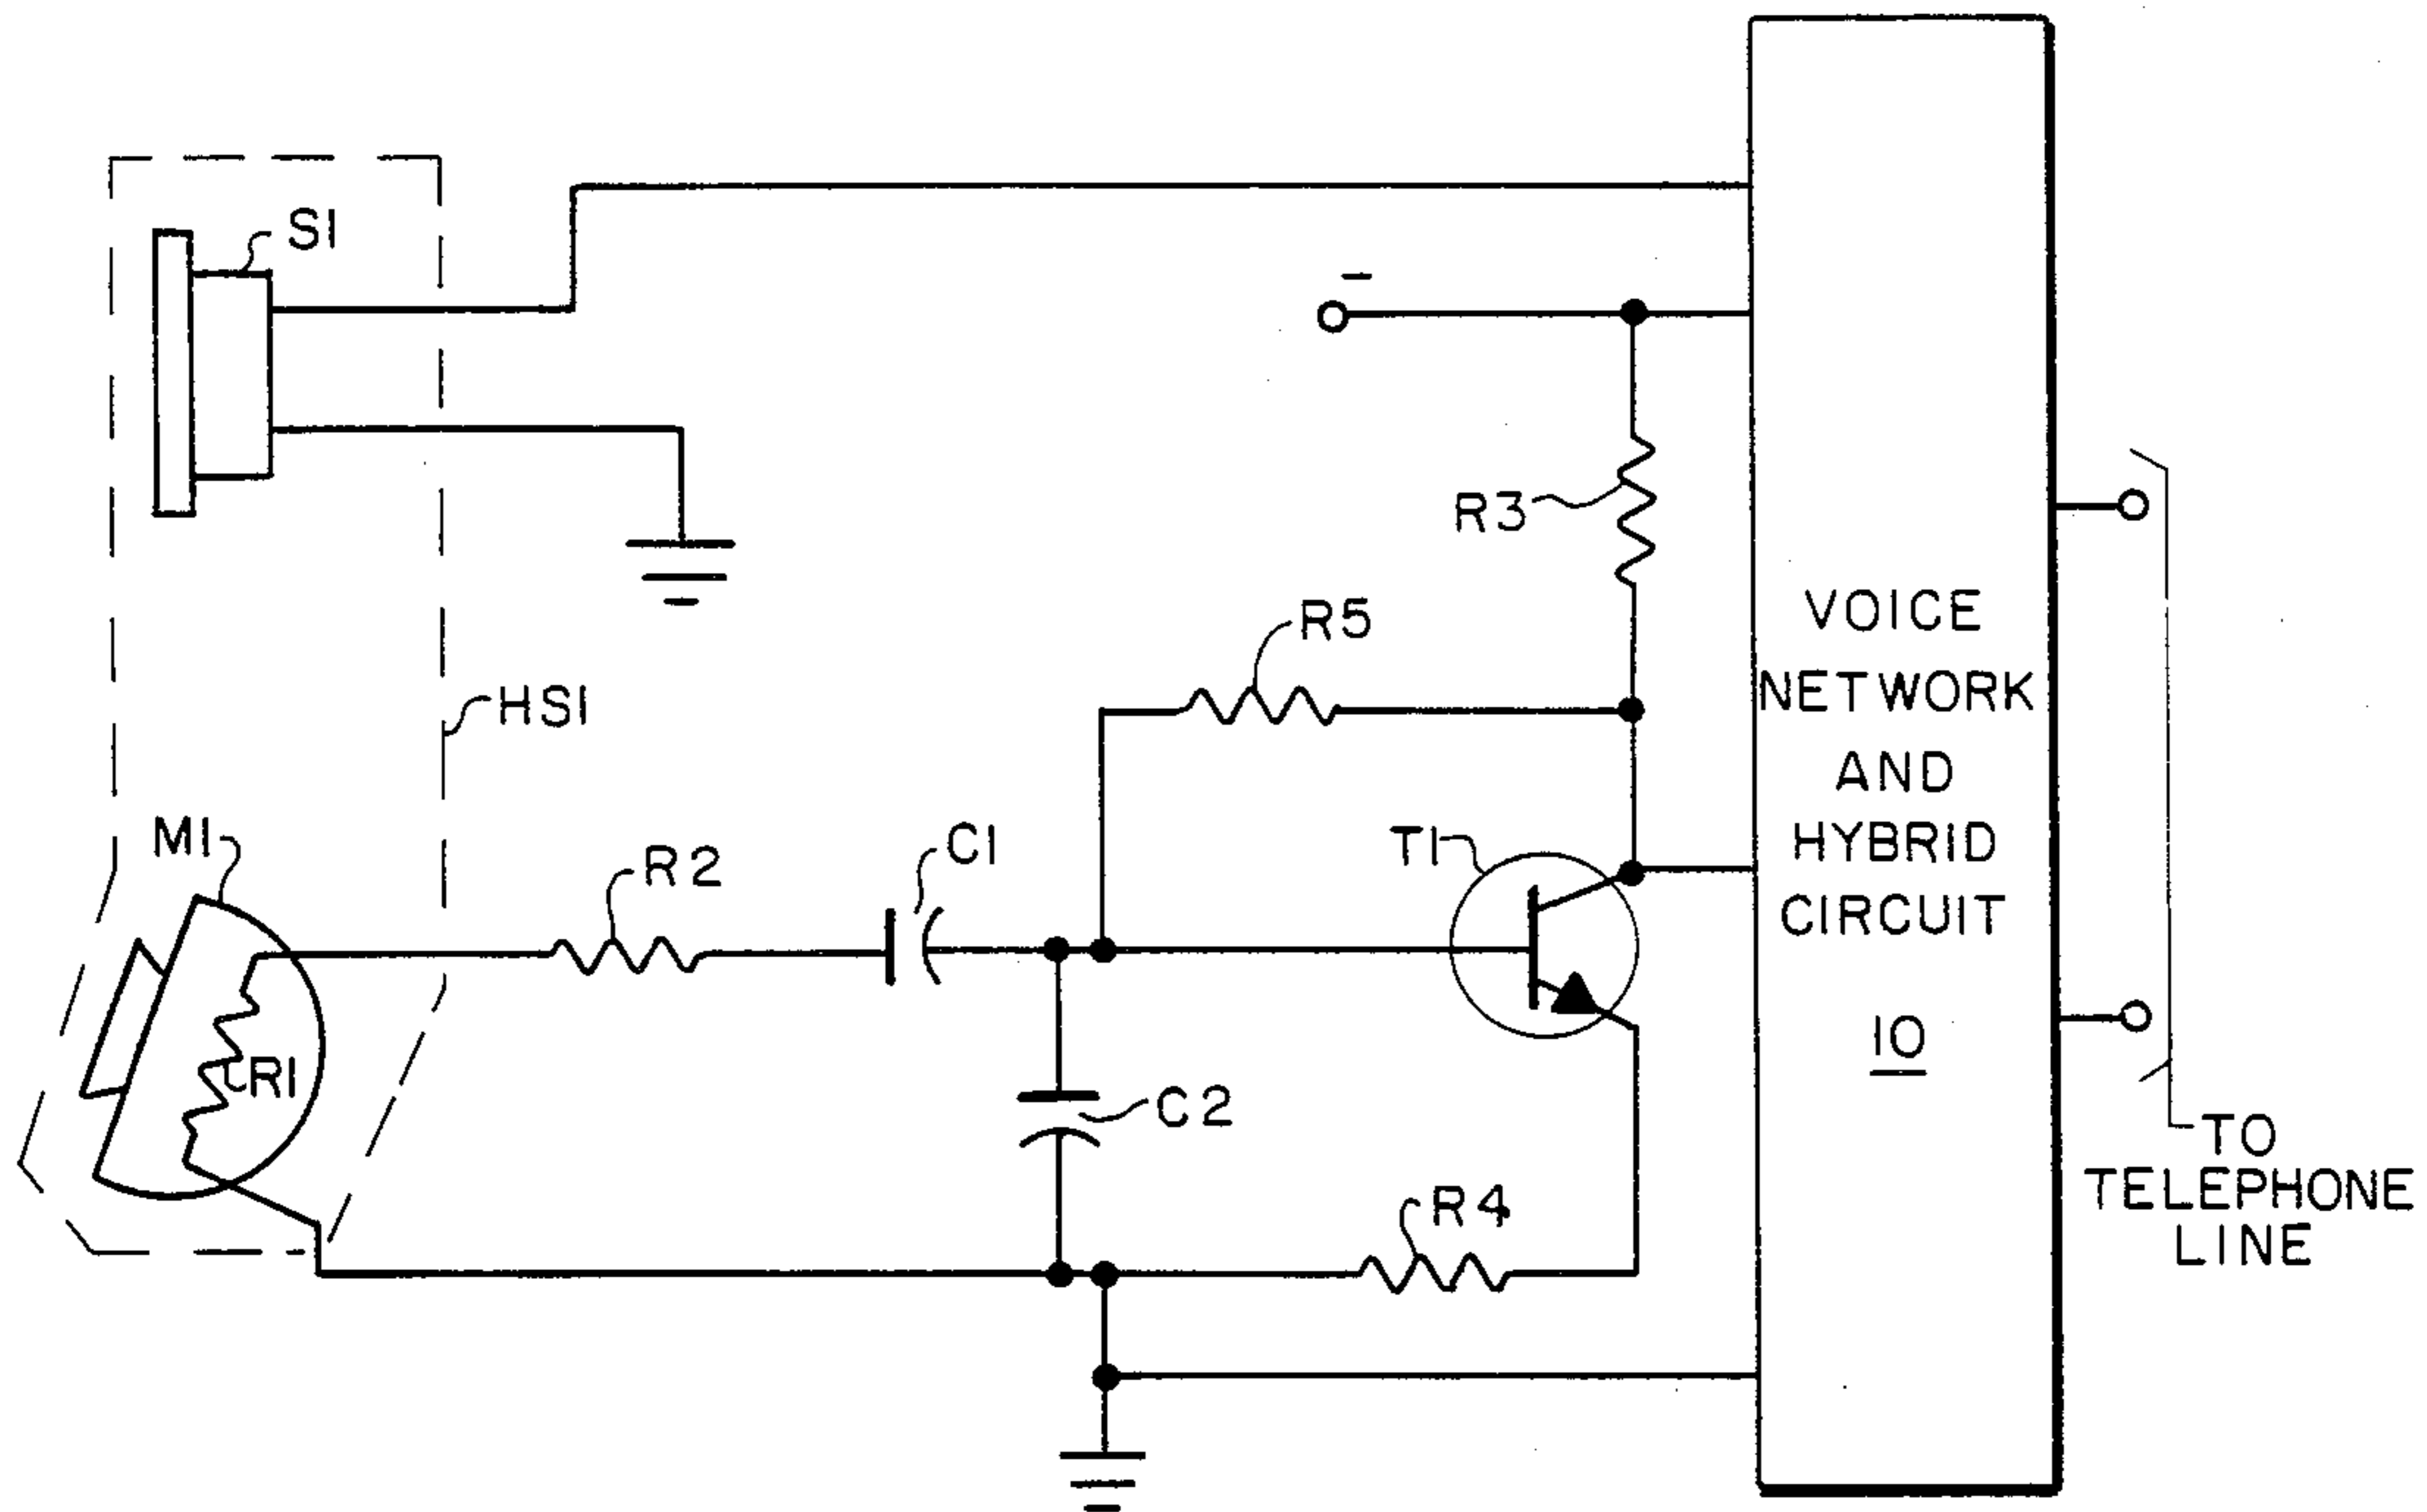 S1
-
R3
R5
HS1
M1
R2
C1
T1
R1
C2
R4
VOICE
NETWORK
AND
HYBRID
CIRCUIT
10
TO
TELEPHONE
LINE